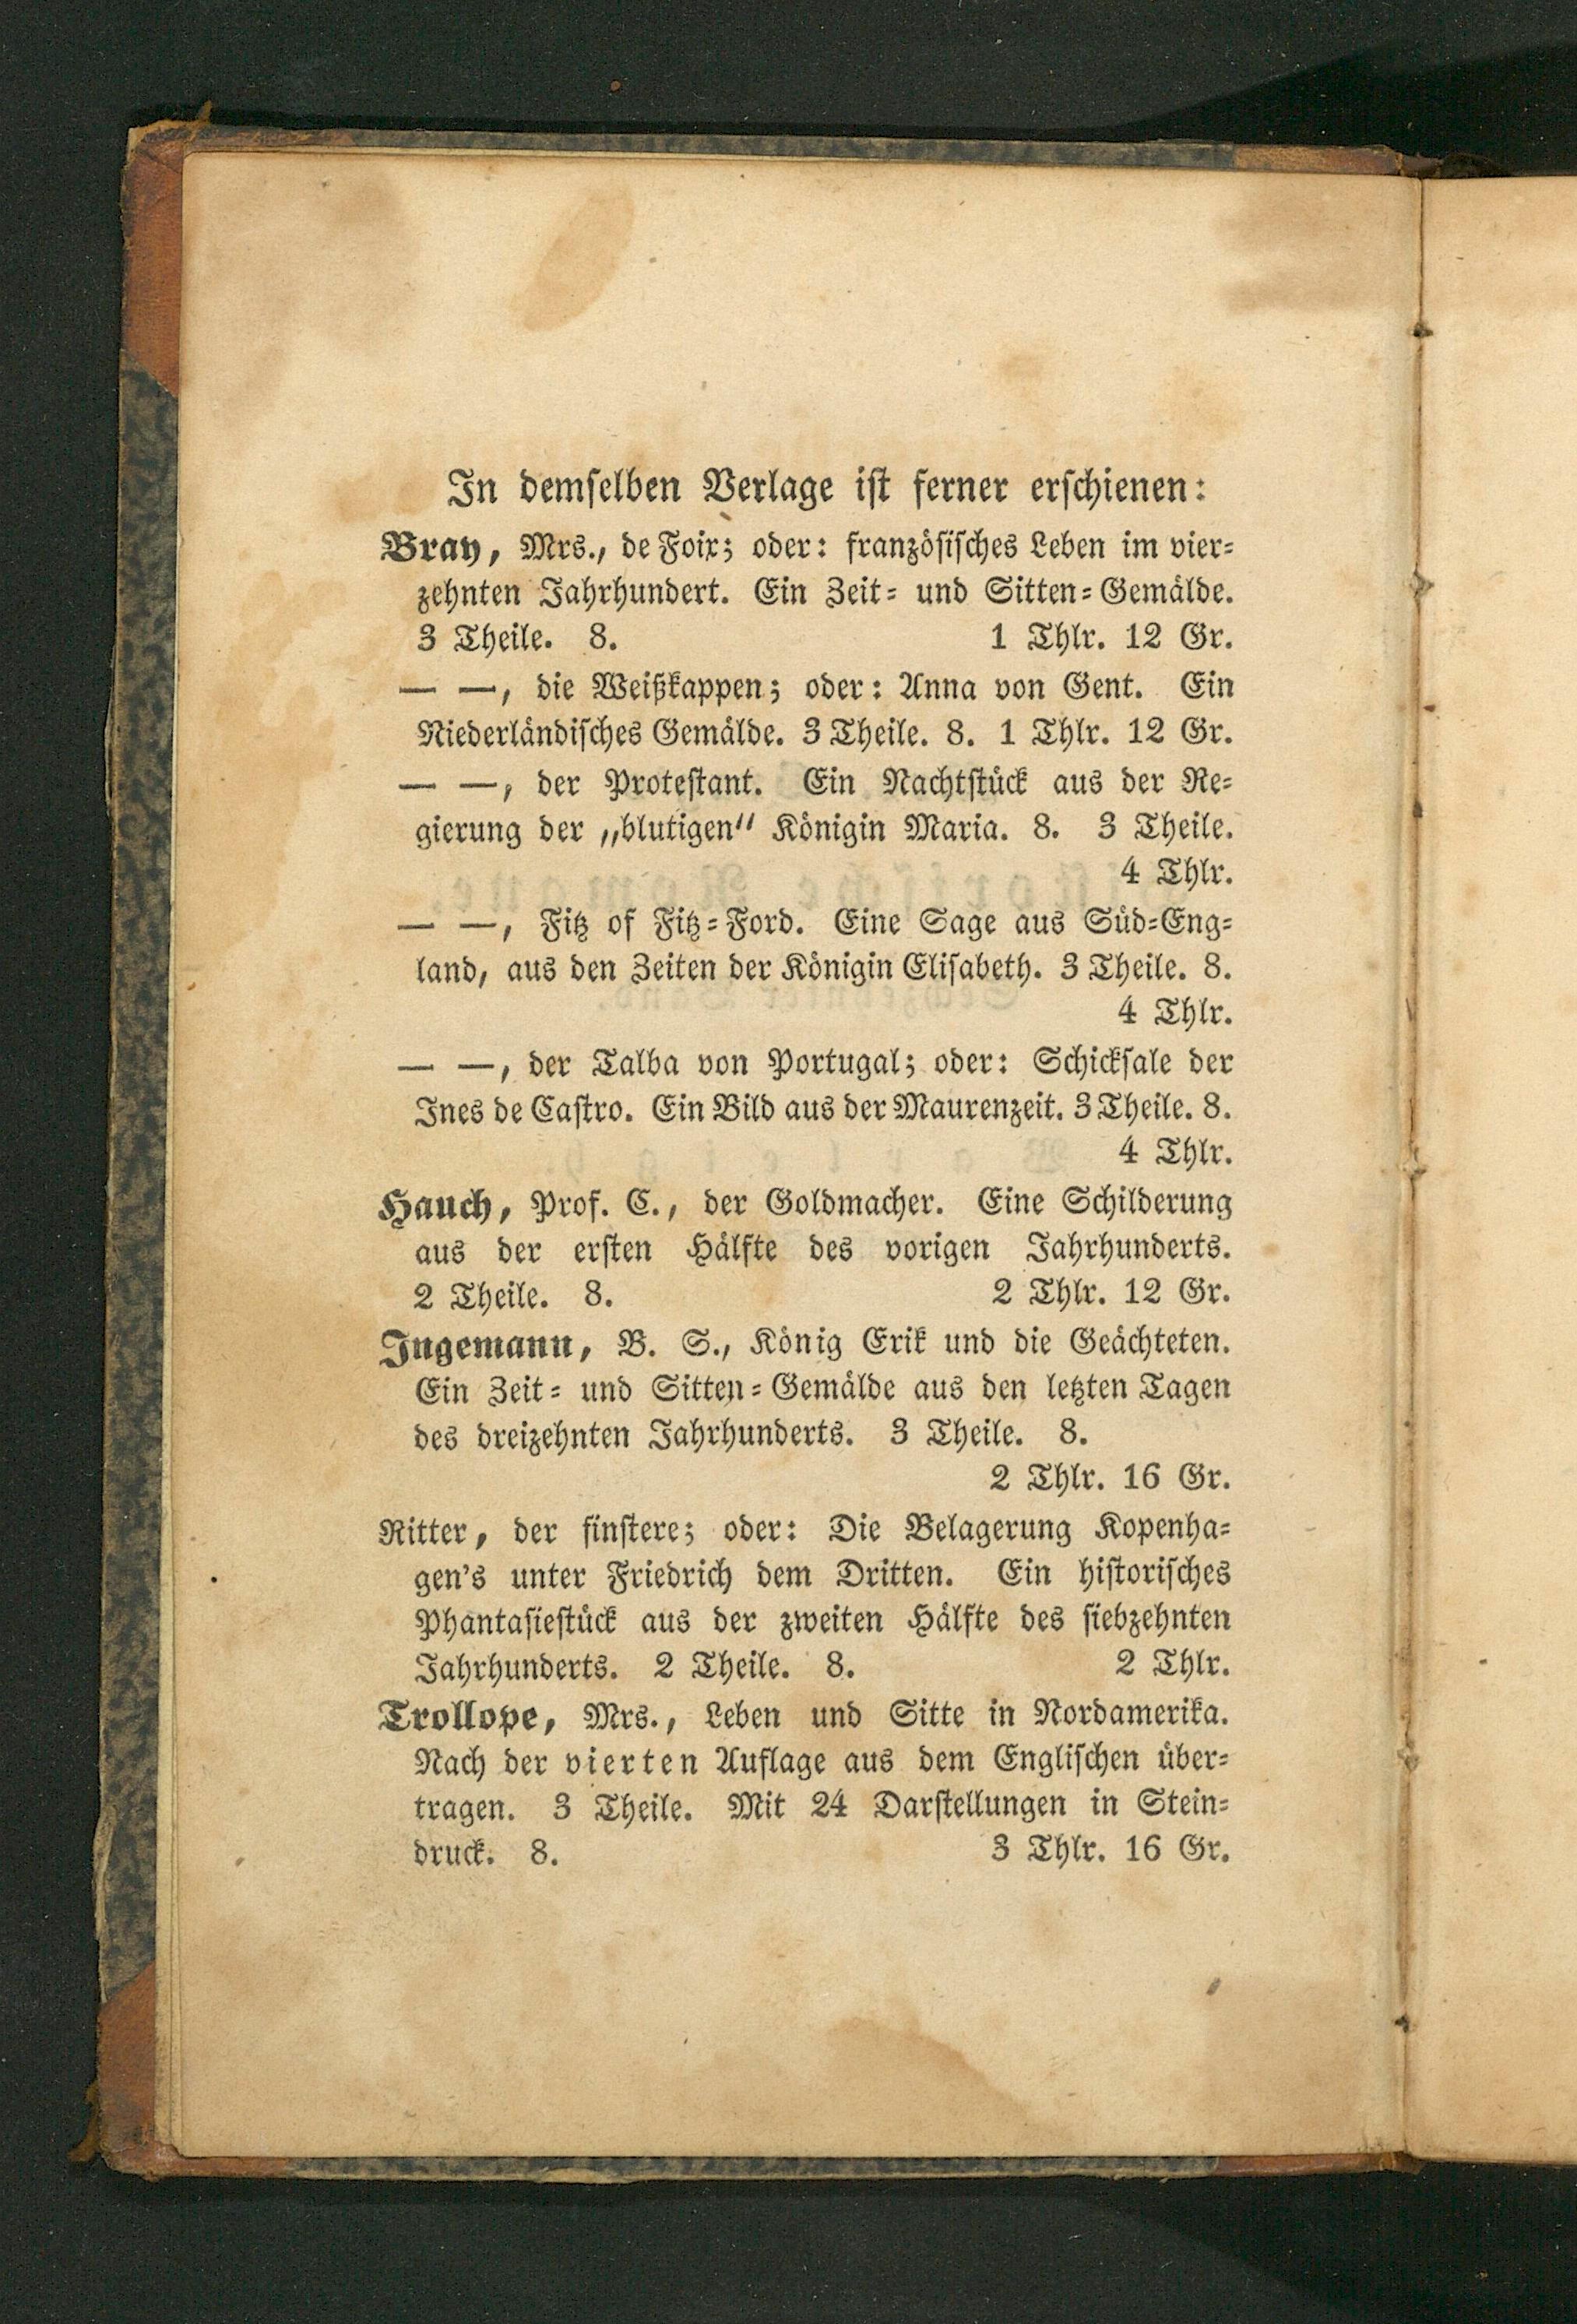 In demselben Verlage ist ferner erschienen:
Bray, Mrs., de Foix; oder: französisches Leben im vier-
zehnten Jahrhundert. Ein Zeit- und Sitten-Gemälde.
3 Theile. 8. 1 Thlr. 12 Gr.
— —, die Weißkappen; oder: Anna von Gent. Ein
Niederländisches Gemälde. 3 Theile. 8. 1 Thlr. 12 Gr.
— —, der Protestant. Ein Nachtstück aus der Re-
gierung der „blutigen“ Königin Maria. 8. 3 Theile.
4 Thlr.
— —, Fitz of Fitz-Ford. Eine Sage aus Süd-Eng-
land, aus den Zeiten der Königin Elisabeth. 3 Theile. 8.
4 Thlr.
— —, der Talba von Portugal; oder: Schicksale der
Ines de Castro. Ein Bild aus der Maurenzeit. 3 Theile. 8.
4 Thlr.
Hauch, Prof. C., der Goldmacher. Eine Schilderung
aus der ersten Hälfte des vorigen Jahrhunderts.
2 Theile. 8. 2 Thlr. 12 Gr.
Ingemann, B. S., König Erik und die Geächteten.
Ein Zeit- und Sitten-Gemälde aus den letzten Tagen
des dreizehnten Jahrhunderts. 3 Theile. 8.
2 Thlr. 16 Gr.
Ritter, der finstere; oder: Die Belagerung Kopenha-
gen's unter Friedrich dem Dritten. Ein historisches
Phantasiestück aus der zweiten Hälfte des siebzehnten
Jahrhunderts. 2 Theile. 8. 2 Thlr.
Trollope, Mrs., Leben und Sitte in Nordamerika.
Nach der vierten Auflage aus dem Englischen über-
tragen. 3 Theile. Mit 24 Darstellungen in Stein-
druck. 8. 3 Thlr. 16 Gr.